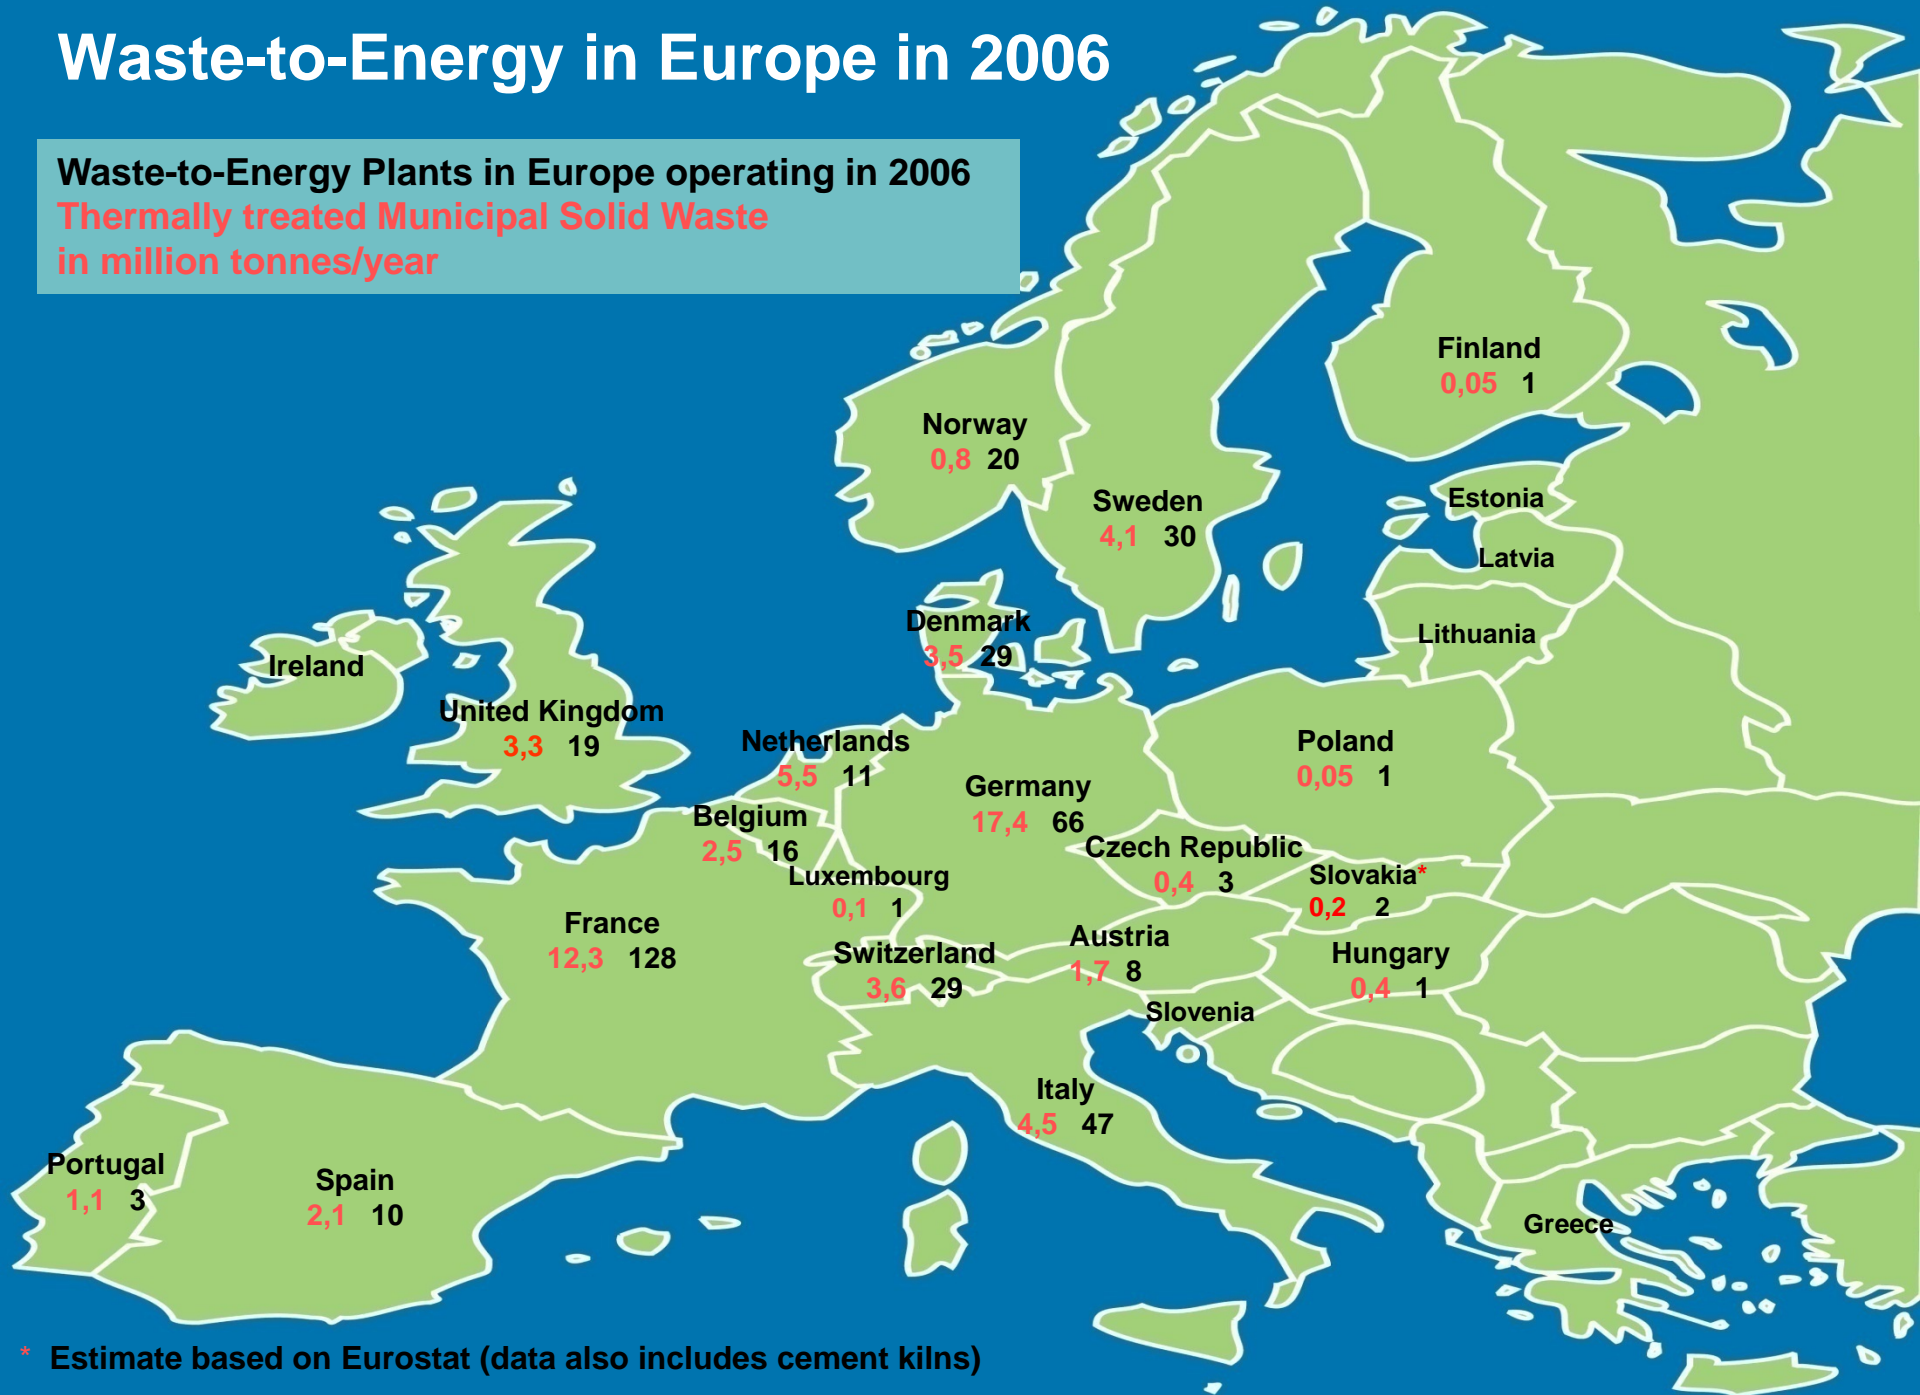 Waste-to-Energy in Europe in 2006
Waste-to-Energy Plants in Europe operating in 2006
Thermally treated Municipal Solid Waste
in million tonnes/year
Finland
0,05 1
Norway
0,8 20
Sweden
4,1 30
Estonia
Latvia
Denmark
3,5 29
Lithuania
Ireland
United Kingdom
3,3 19
Netherlands
5,5 11
Poland
0,05 1
Germany
17,4 66
Belgium
2,5 16
Czech Republic
0,4 3
Luxembourg
0,1 1
Slovakia*
0,2 2
France
12,3 128
Switzerland
3,6 29
Austria
1,7 8
Hungary
0,4 1
Slovenia
Italy
4,5 47
Portugal
1,1 3
Spain
2,1 10
Greece
* Estimate based on Eurostat (data also includes cement kilns)